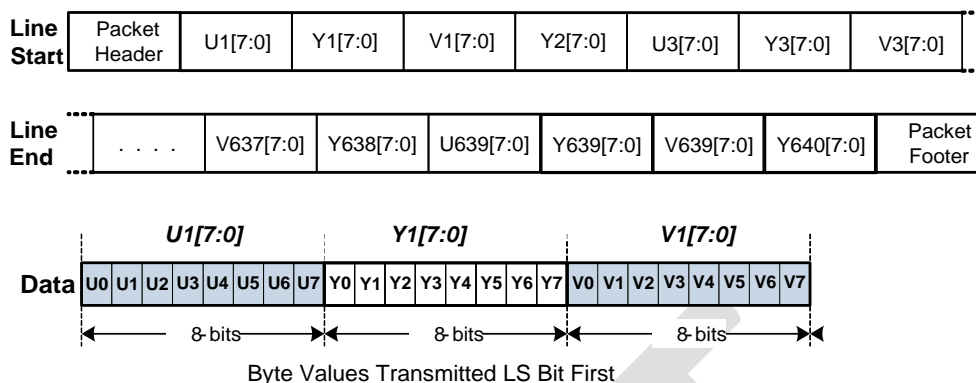 Line Start Packet Header U1[7:0] Y1[7:0] V1[7:0] Y2[7:0] U3[7:0] Y3[7:0] V3[7:0]
Line End . . . . V637[7:0] Y638[7:0] U639[7:0] Y639[7:0] V639[7:0] Y640[7:0] Packet Footer
U1[7:0] Y1[7:0] V1[7:0]
Data U0 U1 U2 U3 U4 U5 U6 U7 Y0 Y1 Y2 Y3 Y4 Y5 Y6 Y7 V0 V1 V2 V3 V4 V5 V6 V7
8-bits 8-bits 8-bits
Byte Values Transmitted LS Bit First